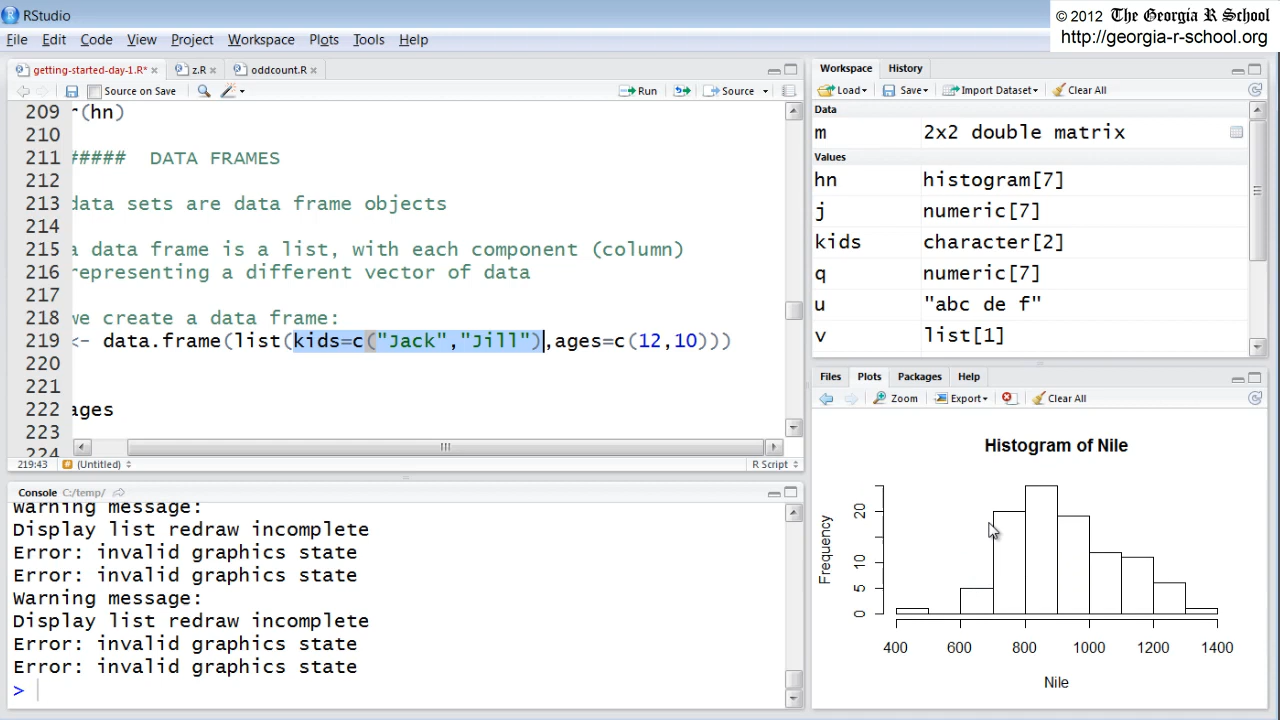 RStudio
© 2012 The Georgia R School
http://georgia-r-school.org
File Edit Code View Project Workspace Plots Tools Help
getting-started-day-1.R* × z.R × oddcount.R ×
Source on Save Run Source
209 r(hn)
210
211 ##### DATA FRAMES
212
213 data sets are data frame objects
214
215 a data frame is a list, with each component (column)
216 representing a different vector of data
217
218 we create a data frame:
219 <- data.frame(list(kids=c("Jack","Jill"),ages=c(12,10)))
220
221
222 ages
223
224
219:43 (Untitled) R Script
Console C:/temp/
Warning message:
Display list redraw incomplete
Error: invalid graphics state
Error: invalid graphics state
Warning message:
Display list redraw incomplete
Error: invalid graphics state
Error: invalid graphics state
>
Workspace History
Load Save Import Dataset Clear All
Data
m 2x2 double matrix
Values
hn histogram[7]
j numeric[7]
kids character[2]
q numeric[7]
u "abc de f"
v list[1]
Files Plots Packages Help
Zoom Export Clear All
Histogram of Nile
Frequency
20
10
5
0
400 600 800 1000 1200 1400
Nile